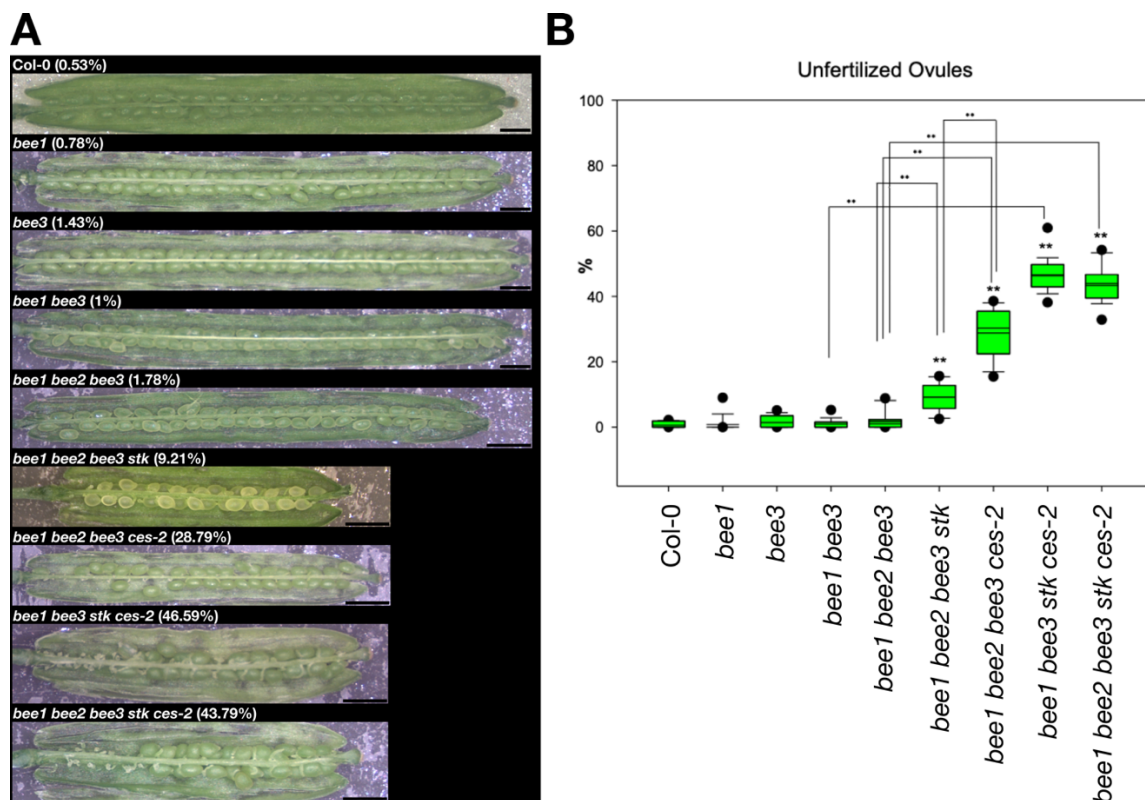 A
Col-0 (0.53%)
bee1 (0.78%)
bee3 (1.43%)
bee1 bee3 (1%)
bee1 bee2 bee3 (1.78%)
bee1 bee2 bee3 stk (9.21%)
bee1 bee2 bee3 ces-2 (28.79%)
bee1 bee3 stk ces-2 (46.59%)
bee1 bee2 bee3 stk ces-2 (43.79%)
B
Unfertilized Ovules
100
80
60
40
20
0
%
**
**
**
**
**
**
**
**
**
Col-0
bee1
bee3
bee1 bee3
bee1 bee2 bee3
bee1 bee2 bee3 stk
bee1 bee2 bee3 ces-2
bee1 bee3 stk ces-2
bee1 bee2 bee3 stk ces-2